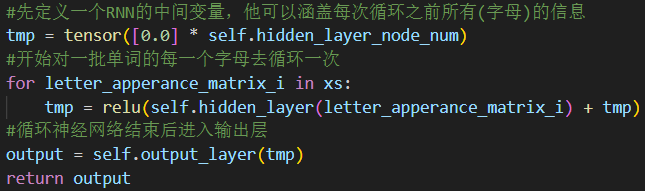 #先定义一个RNN的中间变量，他可以涵盖每次循环之前所有(字母)的信息
tmp = tensor([0.0] * self.hidden_layer_node_num)
#开始对一批单词的每一个字母去循环一次
for letter_apperance_matrix_i in xs:
    tmp = relu(self.hidden_layer(letter_apperance_matrix_i) + tmp)
#循环神经网络结束后进入输出层
output = self.output_layer(tmp)
return output